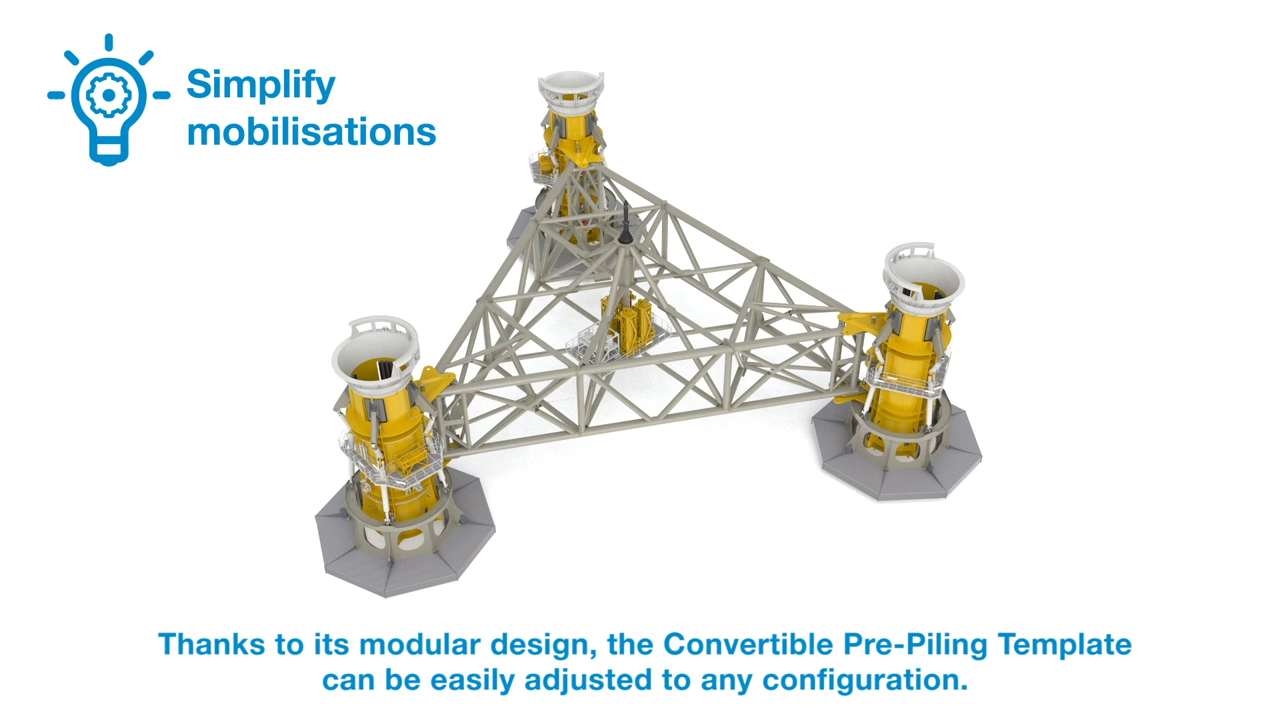 Simplify
mobilisations
Thanks to its modular design, the Convertible Pre-Piling Template
can be easily adjusted to any configuration.